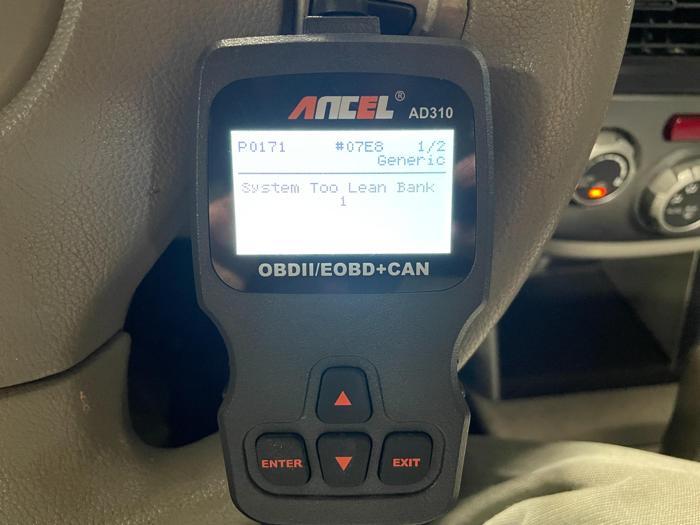 ANCEL®
AD310
P0171 #07E8 1/2
Generic
System Too Lean Bank
1
OBDII/EOBD+CAN
ENTER
EXIT